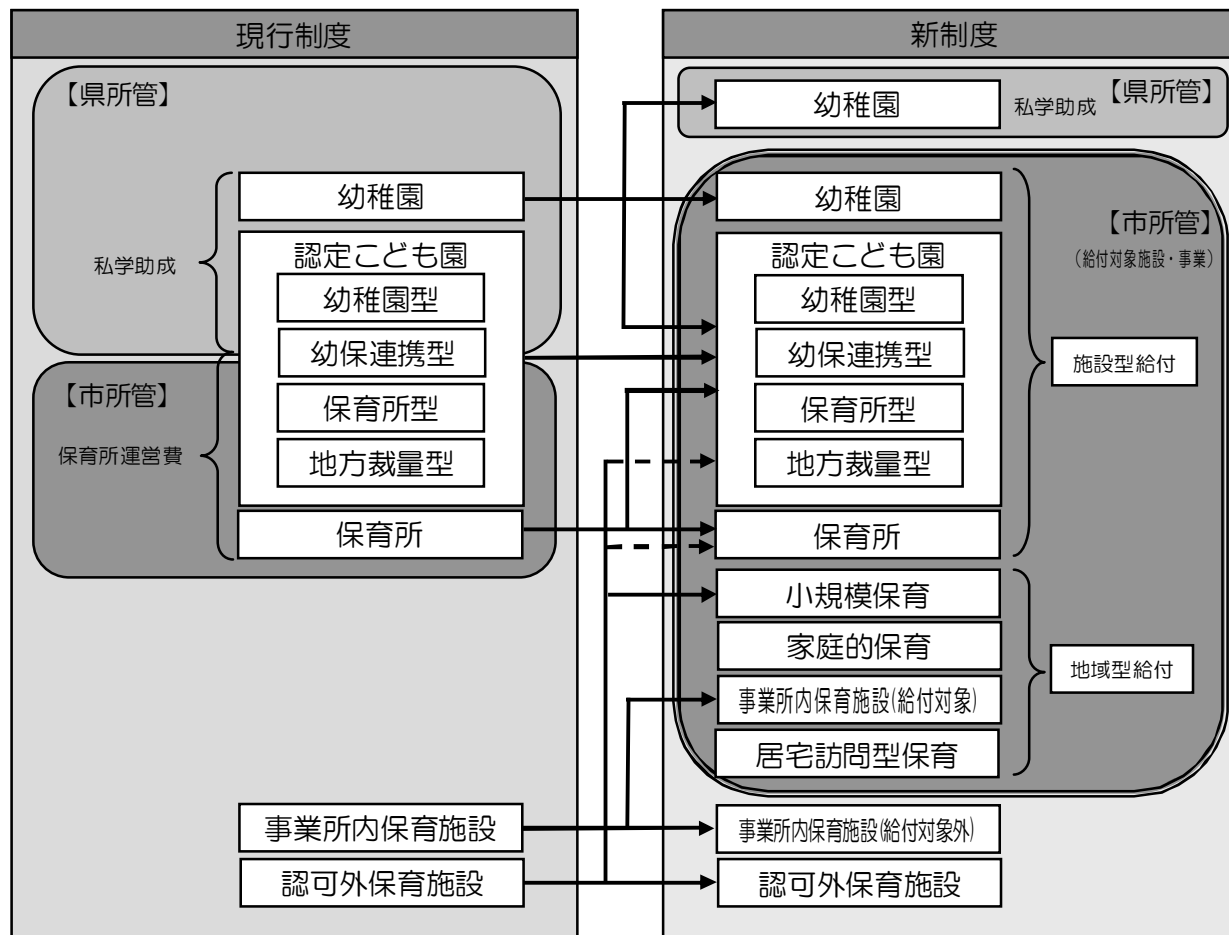 現行制度
【県所管】
幼稚園
私学助成
認定こども園
幼稚園型
幼保連携型
【市所管】
保育所型
保育所運営費
地方裁量型
保育所
事業所内保育施設
認可外保育施設
新制度
幼稚園
私学助成
【県所管】
幼稚園
【市所管】
(給付対象施設・事業)
認定こども園
幼稚園型
幼保連携型
施設型給付
保育所型
地方裁量型
保育所
小規模保育
家庭的保育
地域型給付
事業所内保育施設(給付対象)
居宅訪問型保育
事業所内保育施設(給付対象外)
認可外保育施設